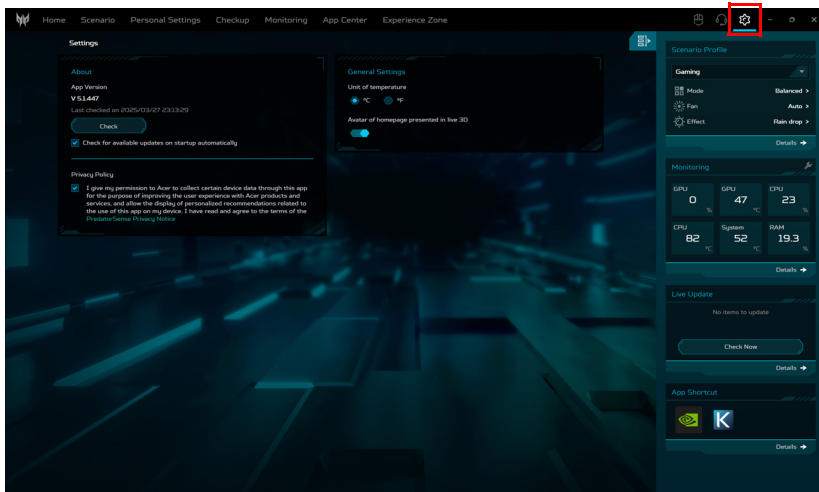 Home Scenario Personal Settings Checkup Monitoring App Center Experience Zone
Settings
About
App Version
V 5.1.447
Last checked on 2025/03/27 23:13:29
Check
Check for available updates on startup automatically
Privacy Policy
I give my permission to Acer to collect certain device data through this app
for the purpose of improving the user experience with Acer products and
services, and allow the display of personalized recommendations related to
the use of this app on my device. I have read and agree to the terms of the
PredatorSense Privacy Notice
General Settings
Unit of temperature
°C °F
Avatar of homepage presented in live 3D
Scenario Profile
Gaming
Mode Balanced >
Fan Auto >
Effect Rain drop >
Details
Monitoring
GPU GPU CPU
0 % 47 °C 23 %
CPU System RAM
82 °C 52 °C 19.3 %
Details
Live Update
No items to update
Check Now
Details
App Shortcut
K
Details